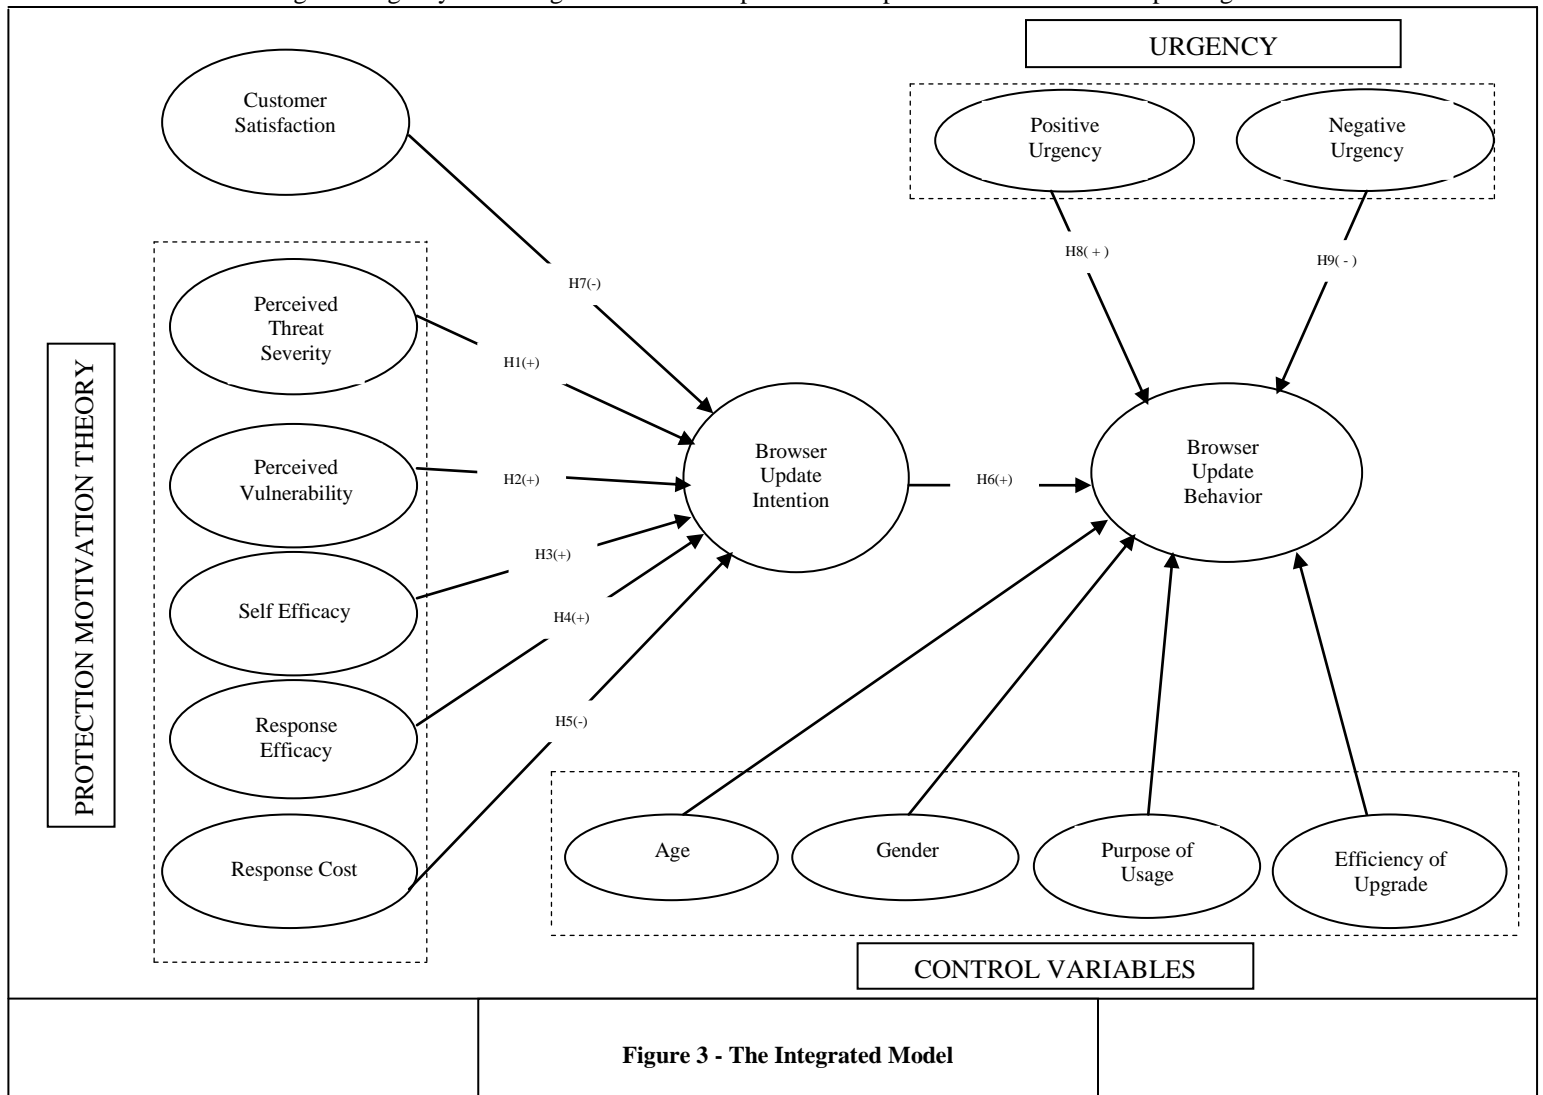 URGENCY
Customer
Satisfaction
Positive
Urgency
Negative
Urgency
H8( + )
H9( - )
H7(-)
PROTECTION MOTIVATION THEORY
Perceived
Threat
Severity
H1(+)
Perceived
Vulnerability
H2(+)
Browser
Update
Intention
H6(+)
Browser
Update
Behavior
Self Efficacy
H3(+)
H4(+)
Response
Efficacy
H5(-)
Response Cost
Age
Gender
Purpose of
Usage
Efficiency of
Upgrade
CONTROL VARIABLES
Figure 3 - The Integrated Model